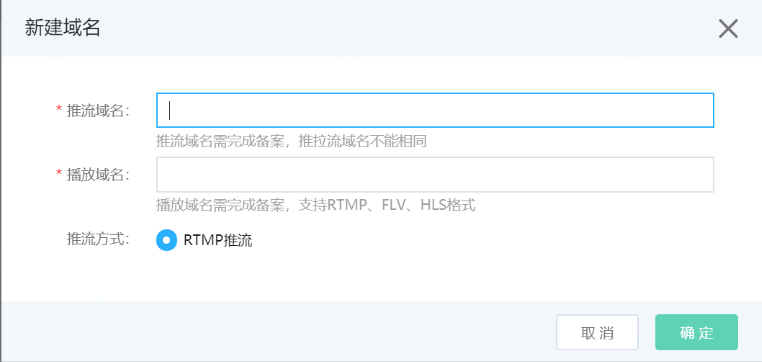 新建域名
* 推流域名：
推流域名需完成备案，推拉流域名不能相同
* 播放域名：
播放域名需完成备案，支持RTMP、FLV、HLS格式
推流方式： RTMP推流
取消 确定